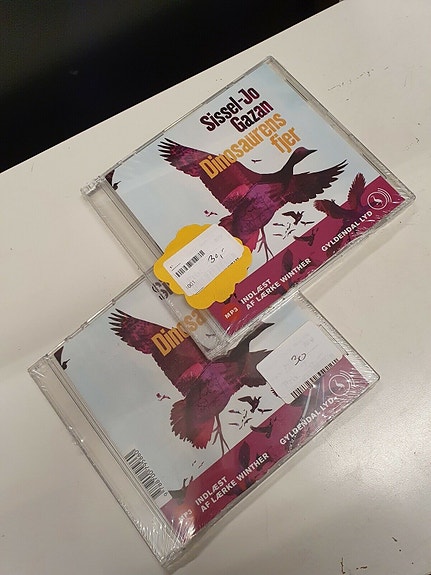 Sissel-Jo
Gazan
Dinosaurens
fjer
30,-
MP3
INDLÆST
AF LÆRKE WINTHER
GYLDENDAL LYD
30
MP3
INDLÆST
AF LÆRKE WINTHER
GYLDENDAL LYD